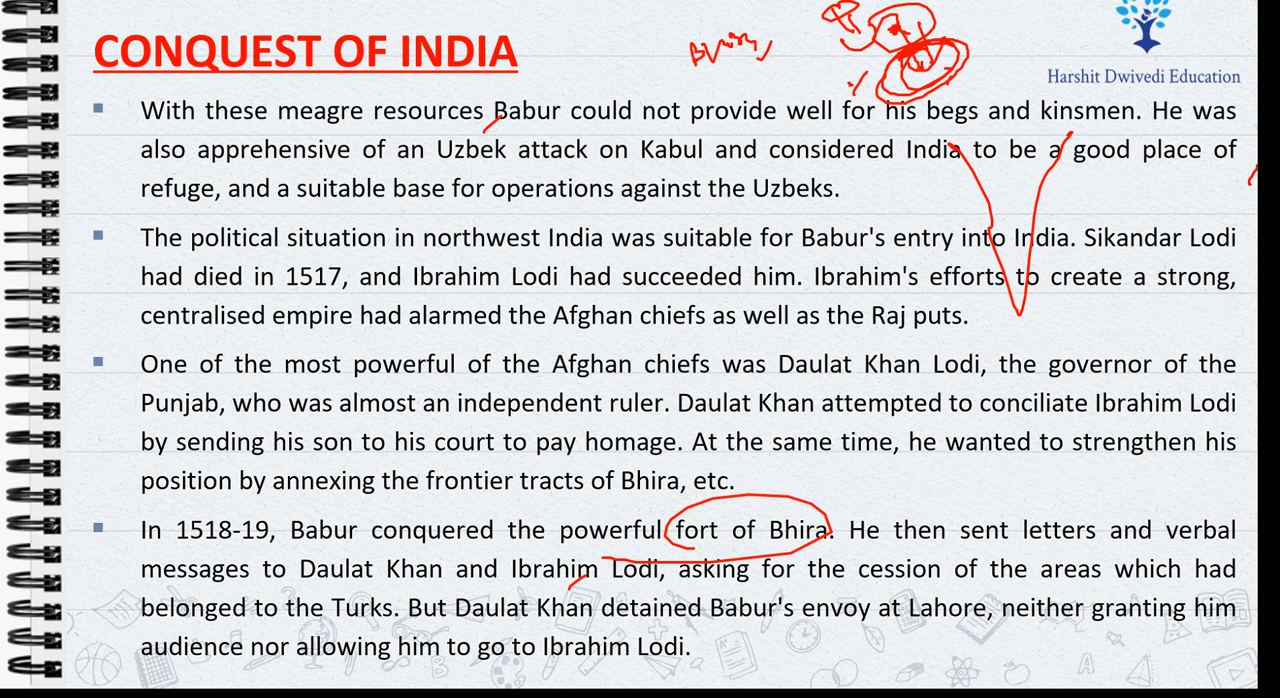 CONQUEST OF INDIA
Harshit Dwivedi Education
With these meagre resources Babur could not provide well for his begs and kinsmen. He was
also apprehensive of an Uzbek attack on Kabul and considered India to be a good place of
refuge, and a suitable base for operations against the Uzbeks.
The political situation in northwest India was suitable for Babur's entry into India. Sikandar Lodi
had died in 1517, and Ibrahim Lodi had succeeded him. Ibrahim's efforts to create a strong,
centralised empire had alarmed the Afghan chiefs as well as the Raj puts.
One of the most powerful of the Afghan chiefs was Daulat Khan Lodi, the governor of the
Punjab, who was almost an independent ruler. Daulat Khan attempted to conciliate Ibrahim Lodi
by sending his son to his court to pay homage. At the same time, he wanted to strengthen his
position by annexing the frontier tracts of Bhira, etc.
In 1518-19, Babur conquered the powerful fort of Bhira. He then sent letters and verbal
messages to Daulat Khan and Ibrahim Lodi, asking for the cession of the areas which had
belonged to the Turks. But Daulat Khan detained Babur's envoy at Lahore, neither granting him
audience nor allowing him to go to Ibrahim Lodi.